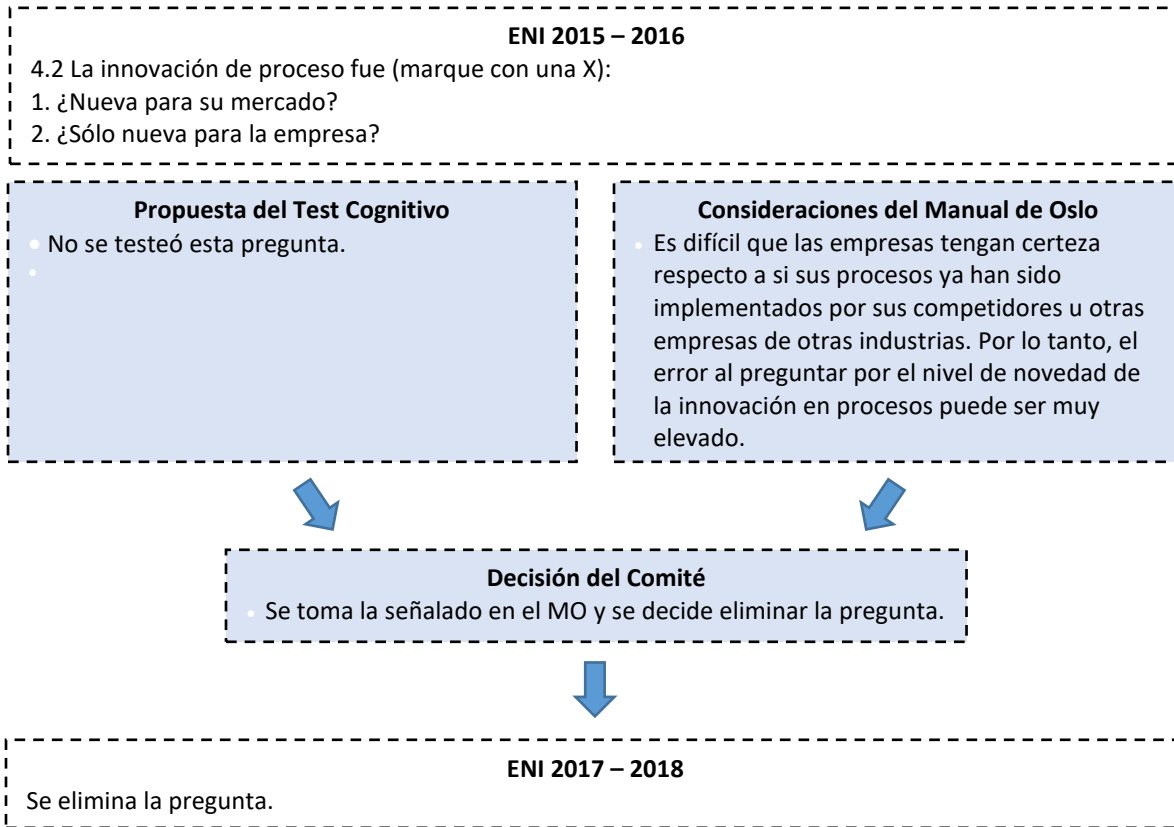 ENI 2015 – 2016
4.2 La innovación de proceso fue (marque con una X):
1. ¿Nueva para su mercado?
2. ¿Sólo nueva para la empresa?
Propuesta del Test Cognitivo
• No se testeó esta pregunta.
•
Consideraciones del Manual de Oslo
• Es difícil que las empresas tengan certeza
respecto a si sus procesos ya han sido
implementados por sus competidores u otras
empresas de otras industrias. Por lo tanto, el
error al preguntar por el nivel de novedad de
la innovación en procesos puede ser muy
elevado.
Decisión del Comité
• Se toma la señalado en el MO y se decide eliminar la pregunta.
ENI 2017 – 2018
Se elimina la pregunta.